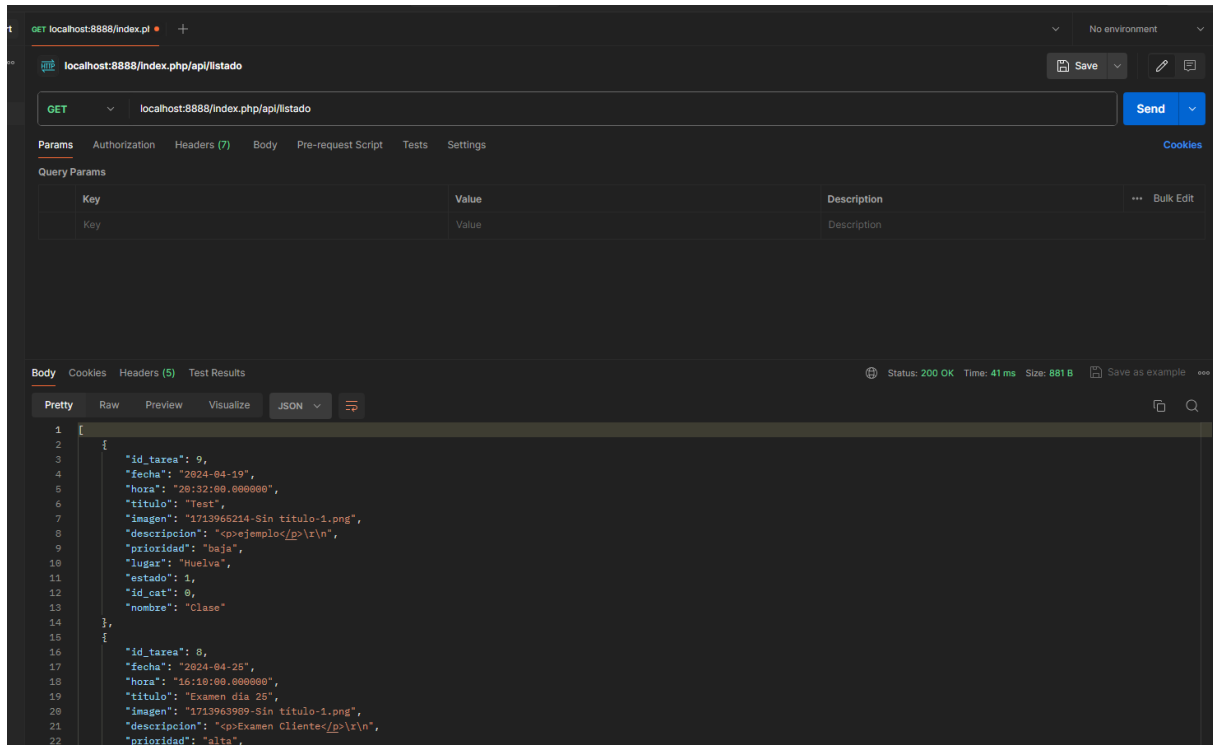 rt GET localhost:8888/index.pl + No environment
HTTP localhost:8888/index.php/api/listado Save
GET localhost:8888/index.php/api/listado Send
Params Authorization Headers (7) Body Pre-request Script Tests Settings Cookies
Query Params
Key Value Description ••• Bulk Edit
Key Value Description
Body Cookies Headers (5) Test Results Status: 200 OK Time: 41 ms Size: 881 B Save as example
Pretty Raw Preview Visualize JSON
1 [
2 {
3 "id_tarea": 9,
4 "fecha": "2024-04-19",
5 "hora": "20:32:00.000000",
6 "titulo": "Test",
7 "imagen": "1713965214-Sin titulo-1.png",
8 "descripcion": "<p>ejemplo</p>\r\n",
9 "prioridad": "baja",
10 "lugar": "Huelva",
11 "estado": 1,
12 "id_cat": 0,
13 "nombre": "Clase"
14 },
15 {
16 "id_tarea": 8,
17 "fecha": "2024-04-25",
18 "hora": "16:10:00.000000",
19 "titulo": "Examen dia 25",
20 "imagen": "1713963989-Sin titulo-1.png",
21 "descripcion": "<p>Examen Cliente</p>\r\n",
22 "prioridad": "alta",